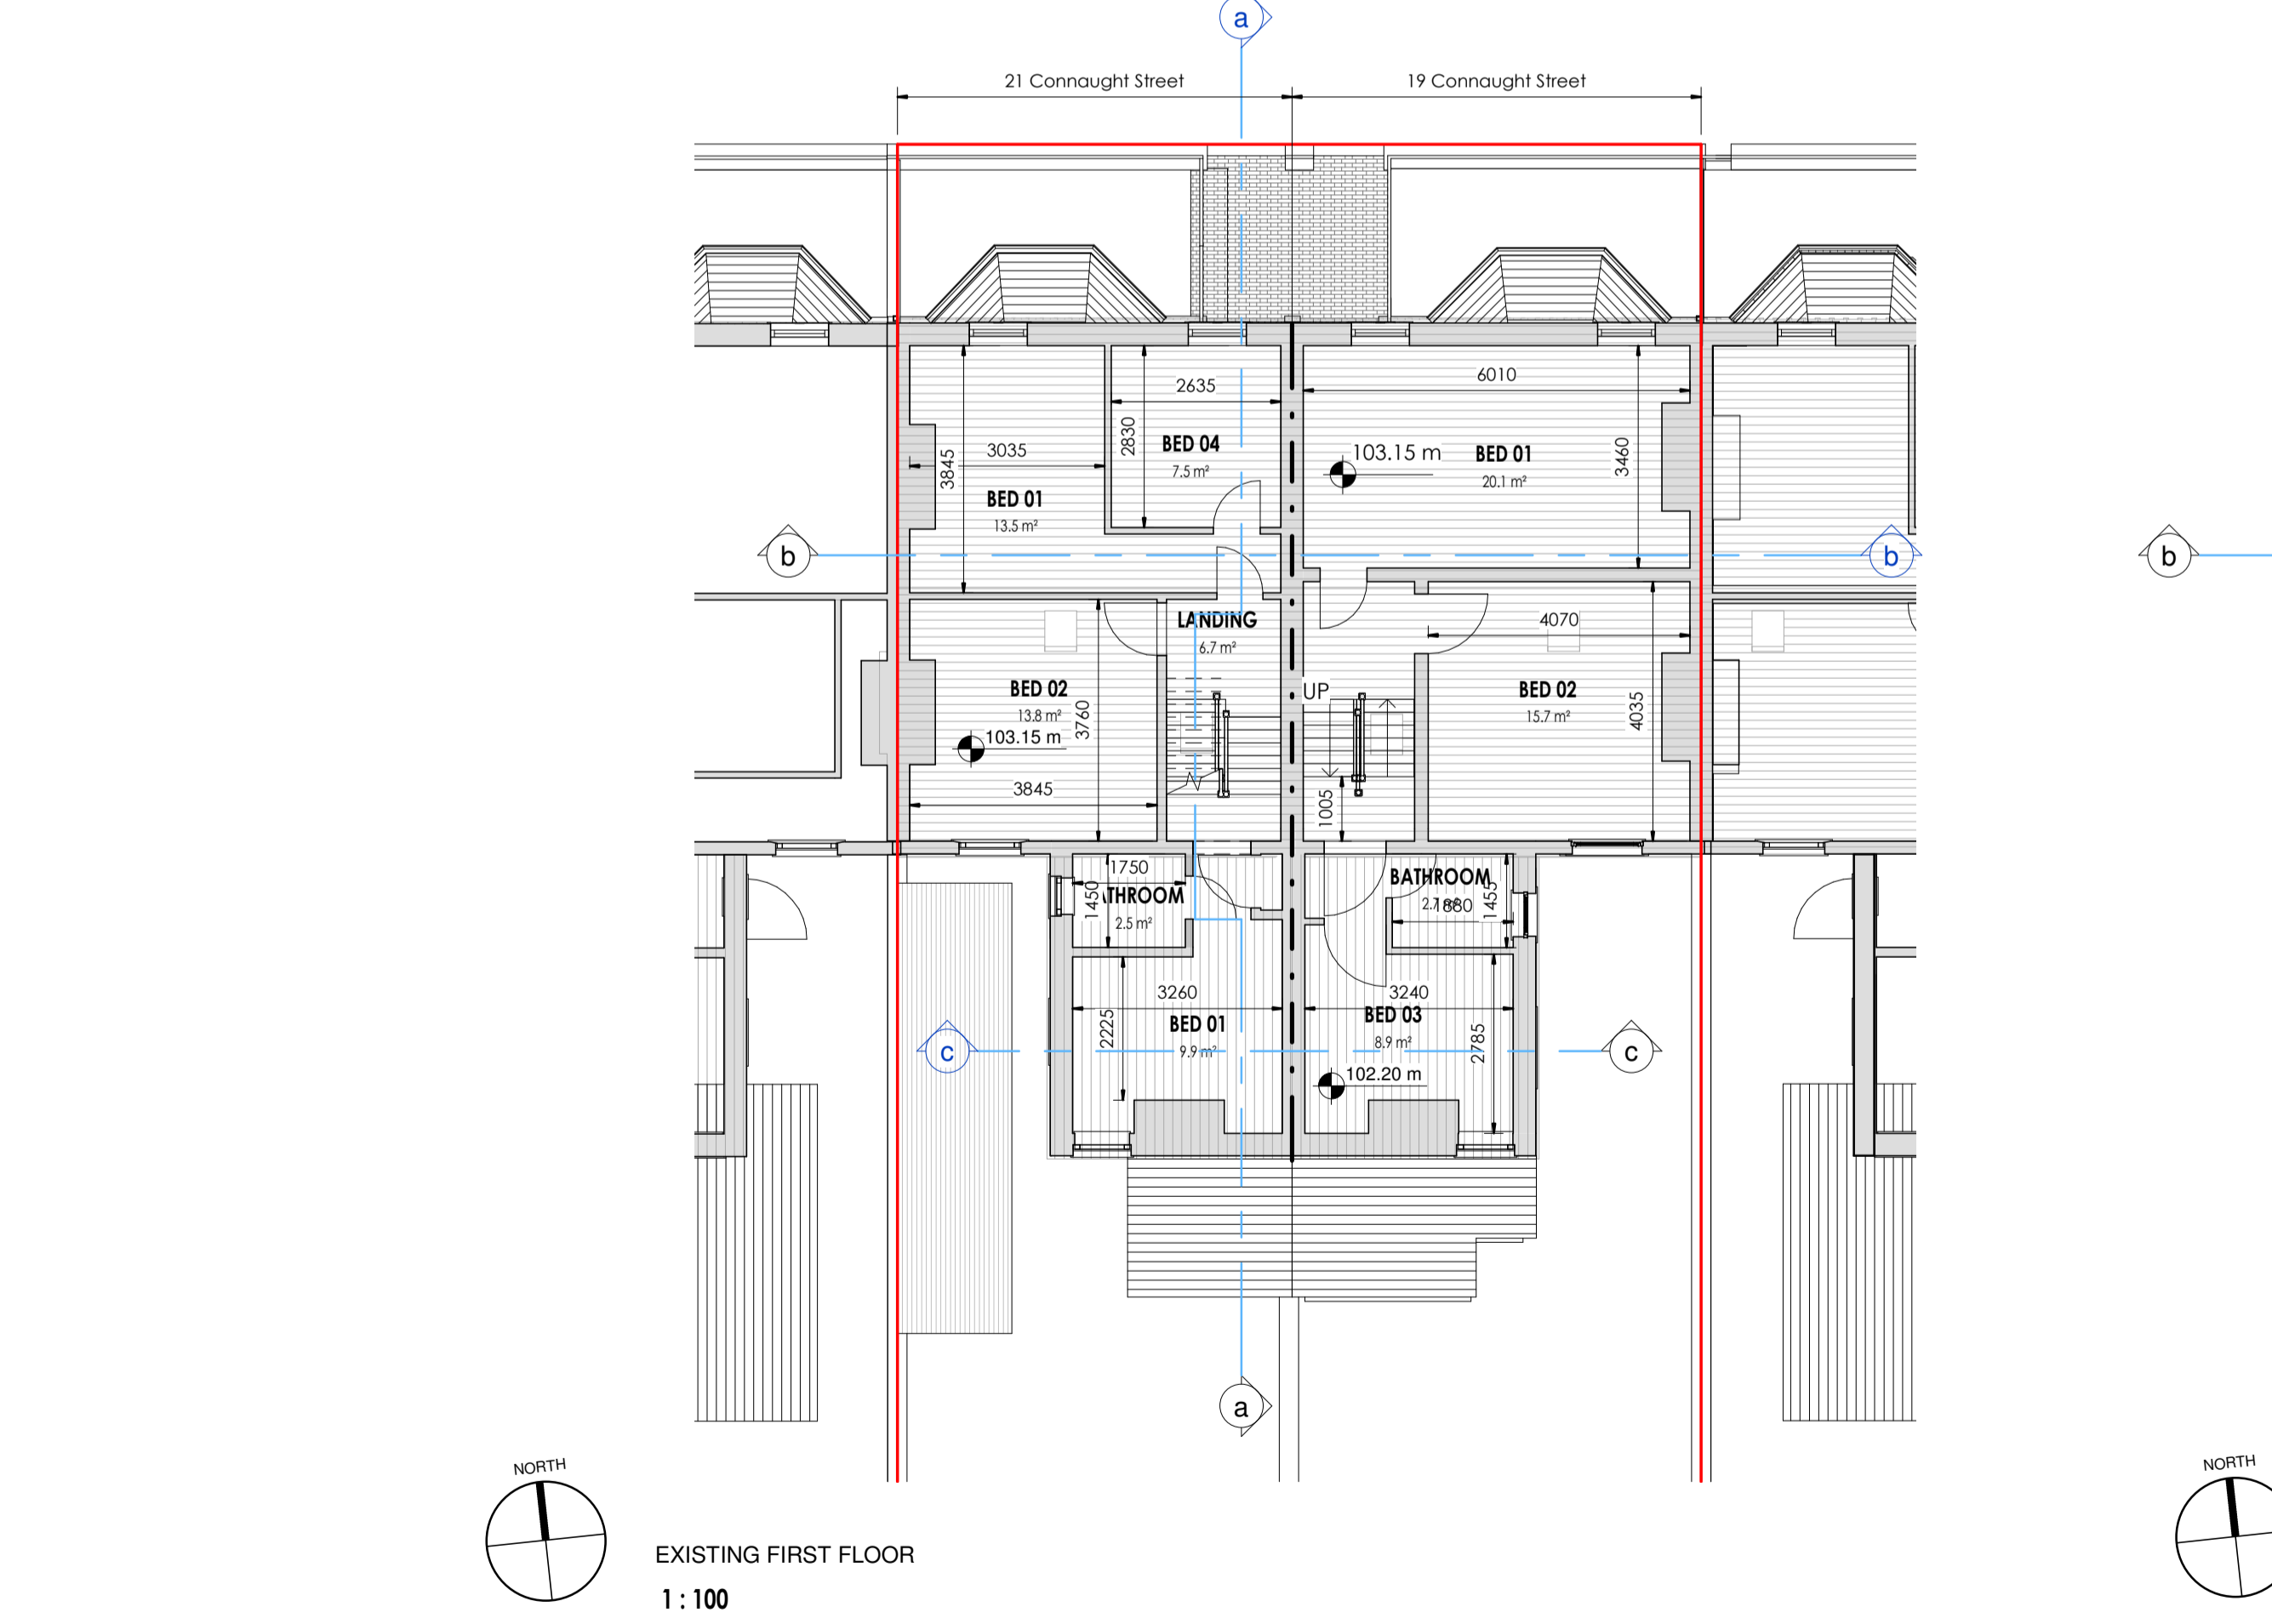 a
21 Connaught Street
19 Connaught Street
2635
6010
2830
BED 04
7.5 m²
3035
3845
BED 01
13.5 m²
103.15 m
BED 01
20.1 m²
3460
b
b
b
LANDING
6.7 m²
4070
BED 02
13.8 m²
3760
103.15 m
3845
UP
BED 02
15.7 m²
4035
1005
1750
1450
THROOM
2.5 m²
BATHROOM
1880
1455
3260
2225
BED 01
9.9 m²
3240
BED 03
8.9 m²
2785
102.20 m
c
c
a
NORTH
NORTH
EXISTING FIRST FLOOR
1 : 100